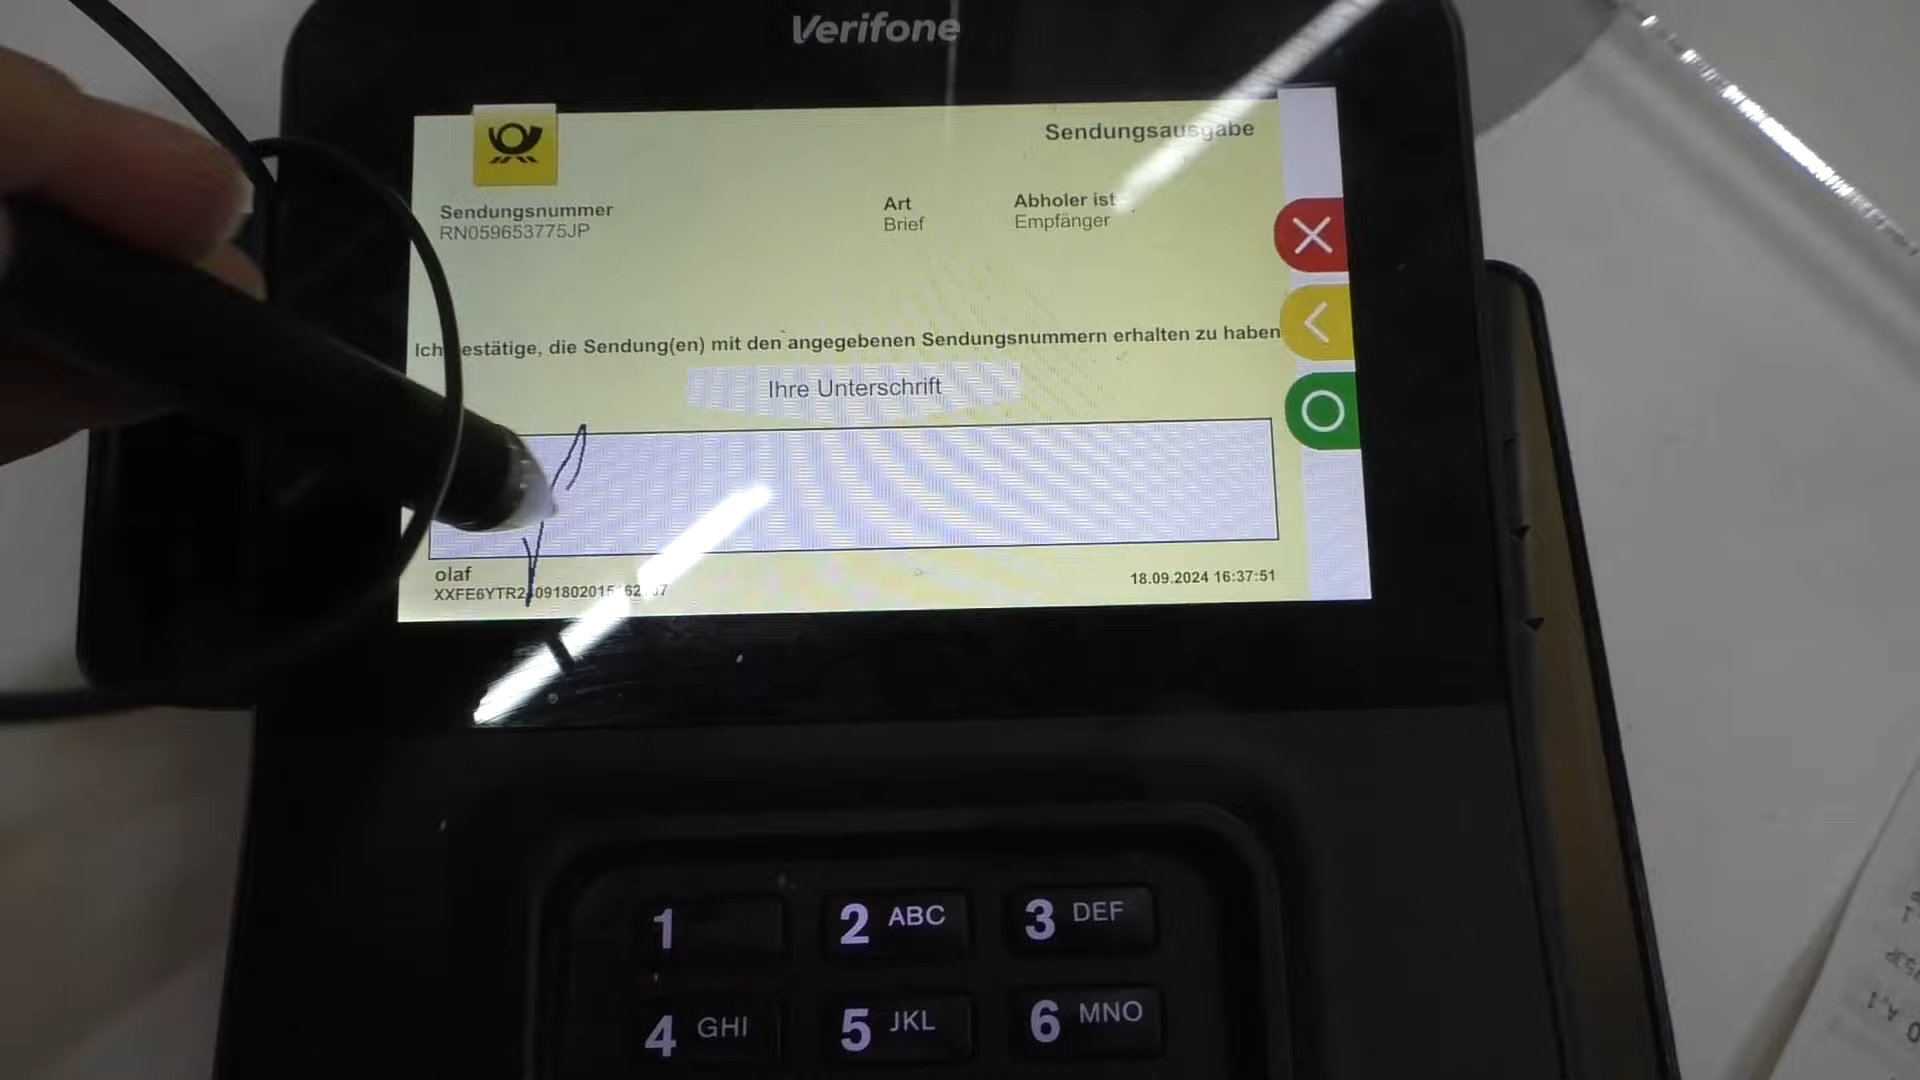 Verifone
Sendungsausgabe
Sendungsnummer Art Abholer ist
RN059653775JP Brief Empfänger
Ich estätige, die Sendung(en) mit den angegebenen Sendungsnummern erhalten zu haben
Ihre Unterschrift
olaf
18.09.2024 16:37:51
1 2 ABC 3 DEF
4 GHI 5 JKL 6 MNO